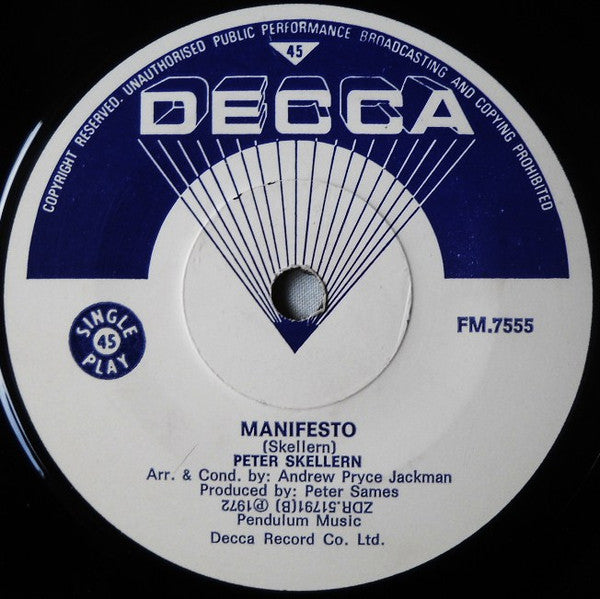 COPYRIGHT RESERVED. UNAUTHORISED PUBLIC PERFORMANCE BROADCASTING AND COPYING PROHIBITED
45
DECCA
SINGLE
45
PLAY
FM.7555
MANIFESTO
(Skellern)
PETER SKELLERN
Arr. & Cond. by: Andrew Pryce Jackman
Produced by: Peter Sames
ZDR.51791(B) ℗1972
Pendulum Music
Decca Record Co. Ltd.